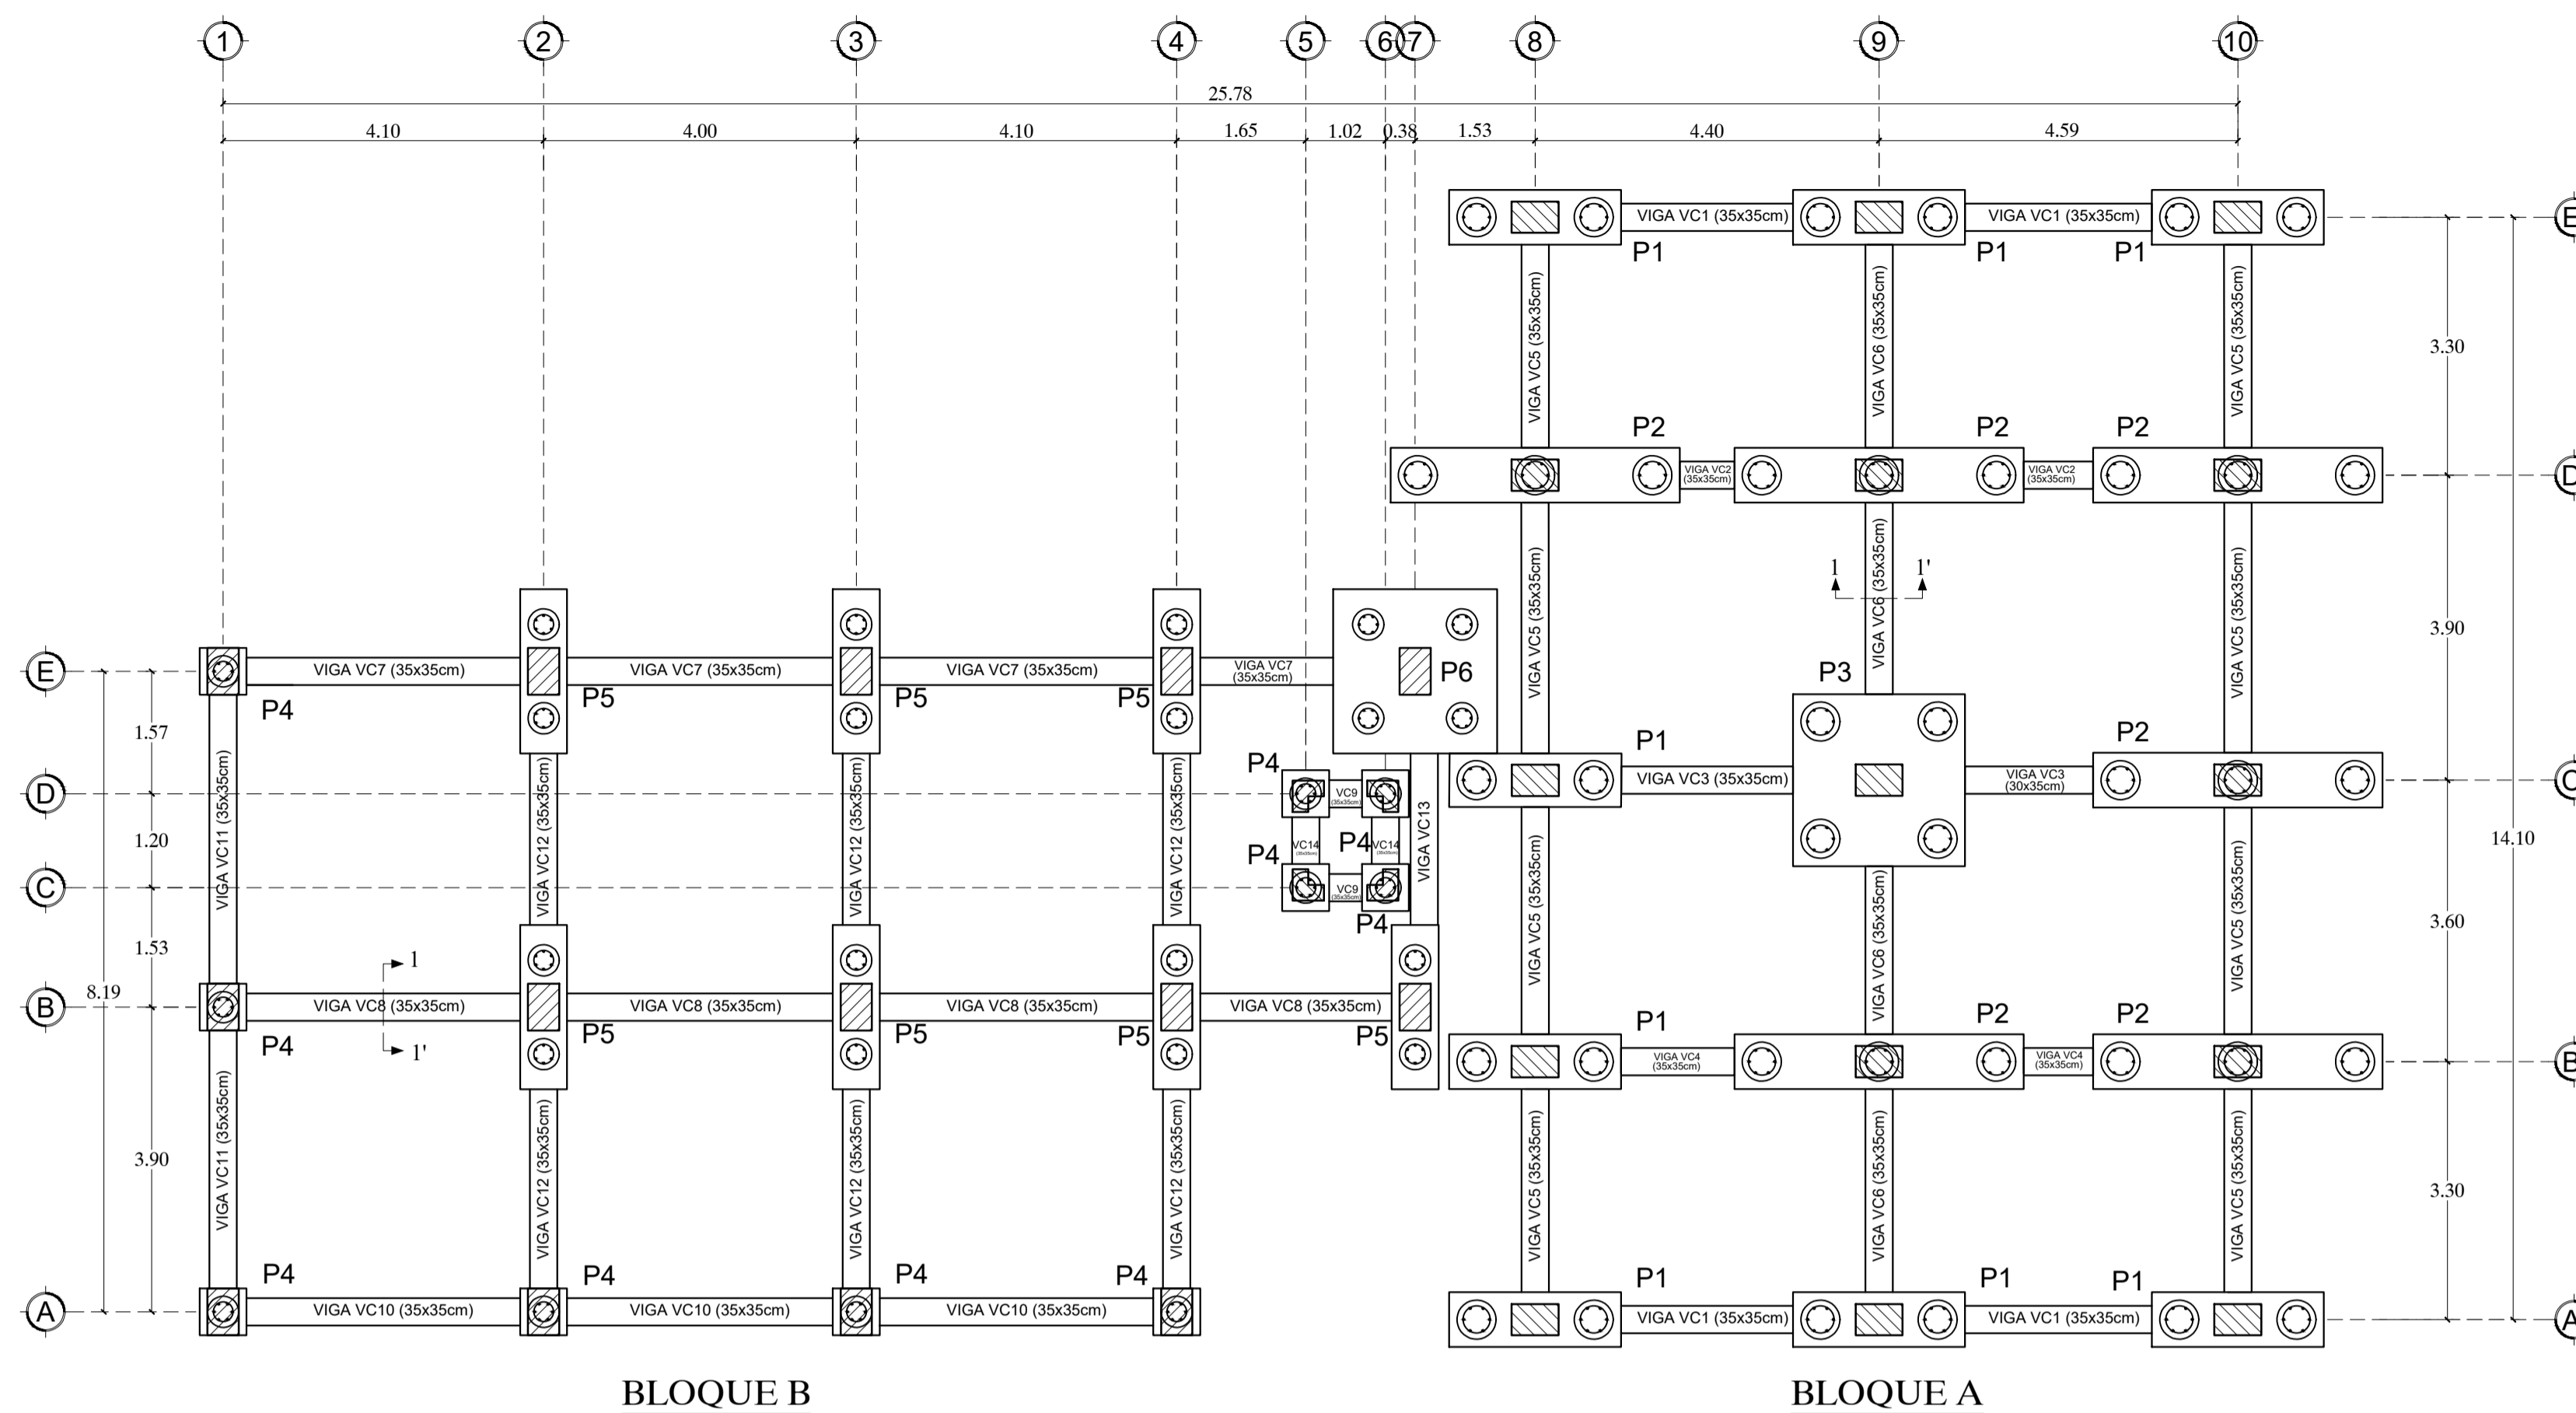 1 2 3 4 5 6 7 8 9 10
25.78
4.10 4.00 4.10 1.65 1.02 0.38 1.53 4.40 4.59
VIGA VC1 (35x35cm) VIGA VC1 (35x35cm) E
P1 P1 P1
VIGA VC5 (35x35cm) VIGA VC6 (35x35cm) VIGA VC5 (35x35cm) 3.30
P2 P2 P2
VIGA VC2 VIGA VC2
(35x35cm) (35x35cm) D
VIGA VC5 (35x35cm) VIGA VC6 (35x35cm) VIGA VC5 (35x35cm) 3.90
1 1'
E VIGA VC7 (35x35cm) VIGA VC7 (35x35cm) VIGA VC7 (35x35cm) VIGA VC7
(35x35cm)
P6 P3
P4 P5 P5 P5
1.57
P1 P2
P4
VIGA VC3 (35x35cm) VIGA VC3
(30x35cm) C
D VC9
(35x35cm)
VIGA VC11 (35x35cm) VIGA VC12 (35x35cm) VIGA VC12 (35x35cm) VIGA VC12 (35x35cm) VIGA VC13
1.20 14.10
P4 VC14
(35x35cm)
P4 VC14
(35x35cm)
C VC9
(35x35cm)
P4
VIGA VC5 (35x35cm) VIGA VC6 (35x35cm) VIGA VC5 (35x35cm) 3.60
1.53
1
8.19
B VIGA VC8 (35x35cm) VIGA VC8 (35x35cm) VIGA VC8 (35x35cm) VIGA VC8 (35x35cm)
P4 P5 P5 P5 P5
1'
P1 P2 P2
VIGA VC4 VIGA VC4
(35x35cm) (35x35cm) B
3.90 VIGA VC11 (35x35cm) VIGA VC12 (35x35cm) VIGA VC12 (35x35cm) VIGA VC12 (35x35cm)
VIGA VC5 (35x35cm) VIGA VC6 (35x35cm) VIGA VC5 (35x35cm) 3.30
P4 P4 P4 P4 P1 P1 P1
A VIGA VC10 (35x35cm) VIGA VC10 (35x35cm) VIGA VC10 (35x35cm)
VIGA VC1 (35x35cm) VIGA VC1 (35x35cm) A
BLOQUE B BLOQUE A